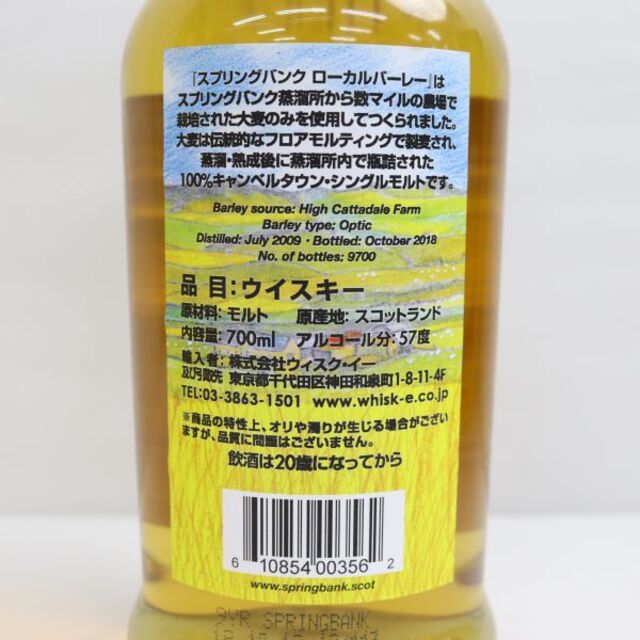 『スプリングバンク ローカルバーレー』は
スプリングバンク蒸溜所から数マイルの農場で
栽培された大麦のみを使用してつくられました。
大麦は伝統的なフロアモルティングで製麦され、
蒸溜・熟成後に蒸溜所内で瓶詰された
100%キャンベルタウン・シングルモルトです。
Barley source: High Cattadale Farm
Barley type: Optic
Distilled: July 2009 · Bottled: October 2018
No. of bottles: 9700
品 目：ウイスキー
原材料：モルト 原産地：スコットランド
内容量：700ml アルコール分：57度
輸入者：株式会社ウィスク・イー
及び引取先 東京都千代田区神田和泉町1-8-11-4F
TEL:03-3863-1501 www.whisk-e.co.jp
※商品の特性上、オリや濁りが生じる場合がござい
ますが、品質に問題はございません。
飲酒は20歳になってから
6 10854 00356 2
www.springbank.scot
9YR SPRINGBANK